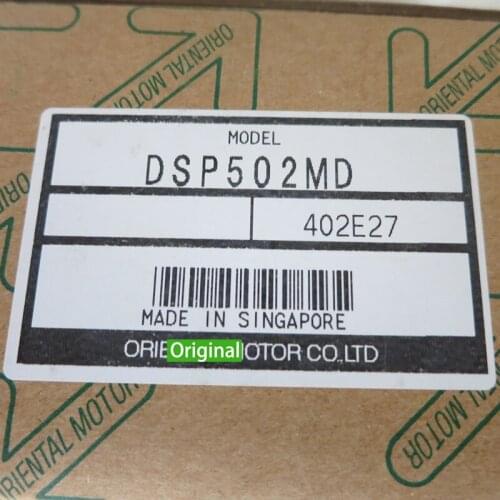 ORIENTAL MOTOR
ORIENTAL MOTOR
MODEL
DSP502MD
402E27
MADE IN SINGAPORE
ORIE Original OTOR CO.,LTD
ORIENTAL MOTOR
ORIENTAL MOTOR